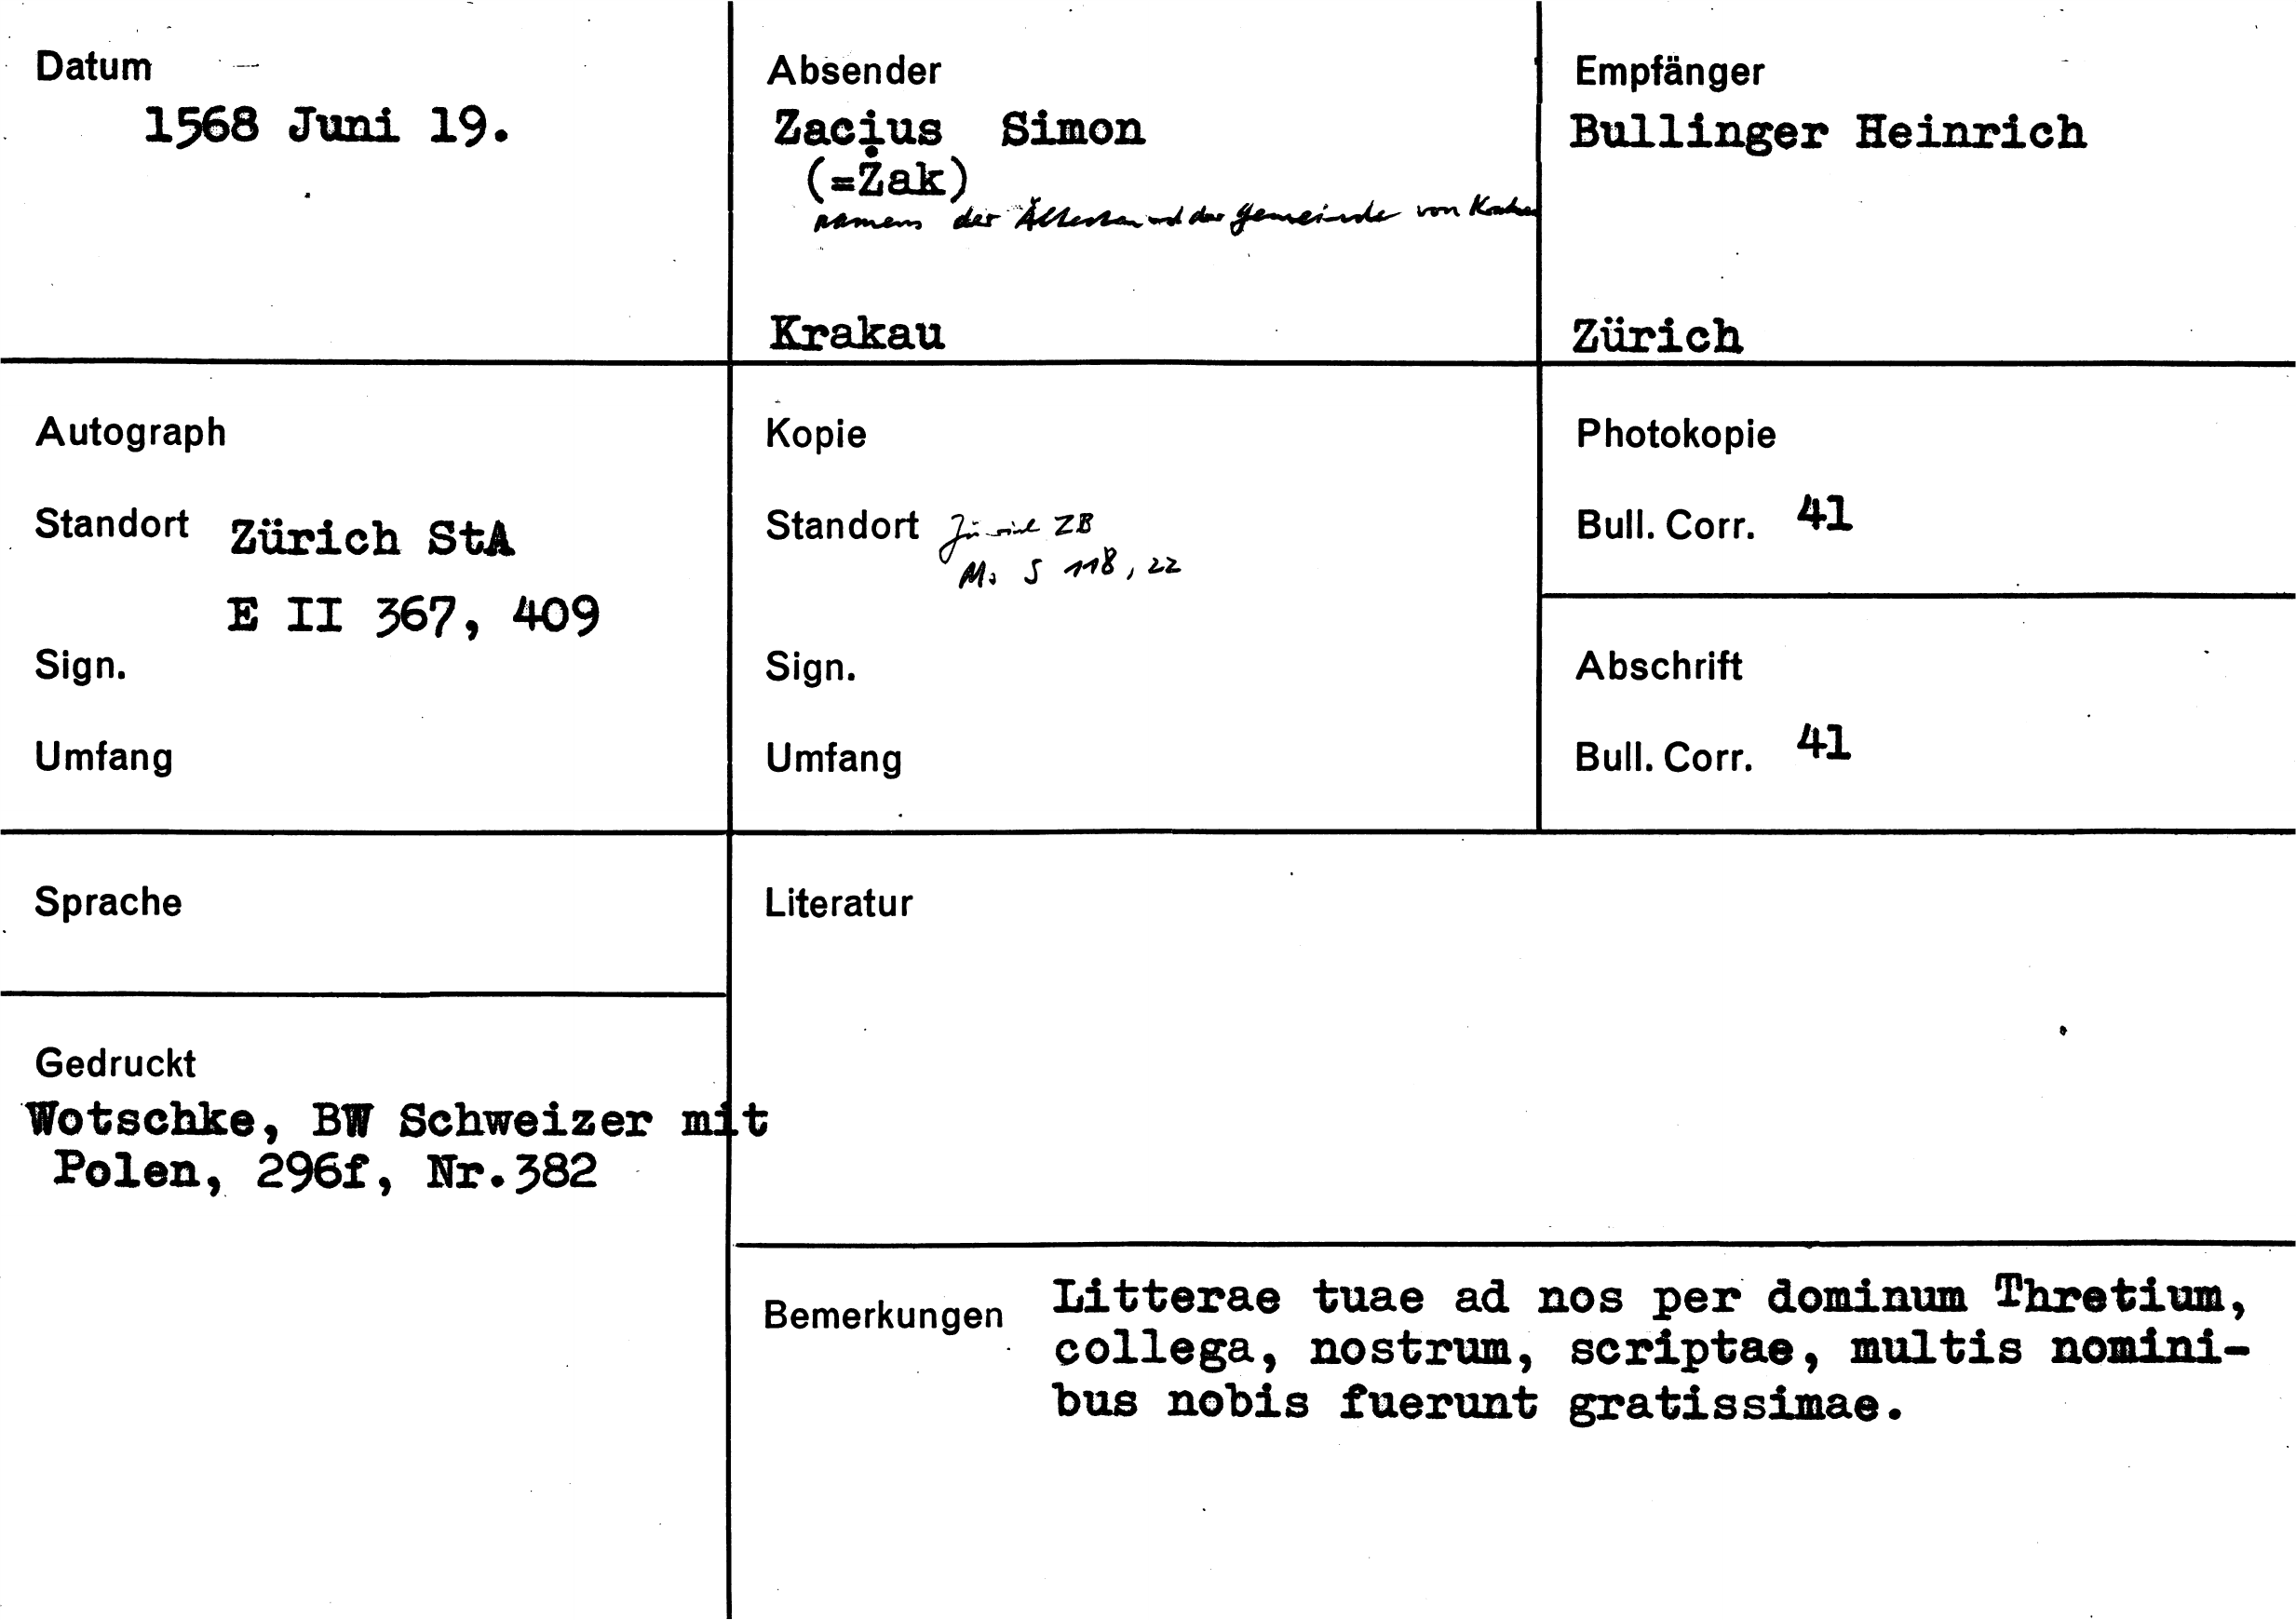 Datum
1568 Juni 19.
Absender
Zacius Simon
(=Żak)
namens der Ältesten und der Gemeinde von Krakau
Krakau
Empfänger
Bullinger Heinrich
Zürich
Autograph
Standort Zürich StA
E II 367, 409
Sign.
Umfang
Kopie
Standort Zürich ZB
Ms S 118, 22
Sign.
Umfang
Photokopie
Bull. Corr. 41
Abschrift
Bull. Corr. 41
Sprache
Literatur
Gedruckt
Wotschke, BW Schweizer mit
Polen, 296f, Nr.382
Bemerkungen Litterae tuae ad nos per dominum Thretium,
collega, nostrum, scriptae, multis nomini-
bus nobis fuerunt gratissimae.